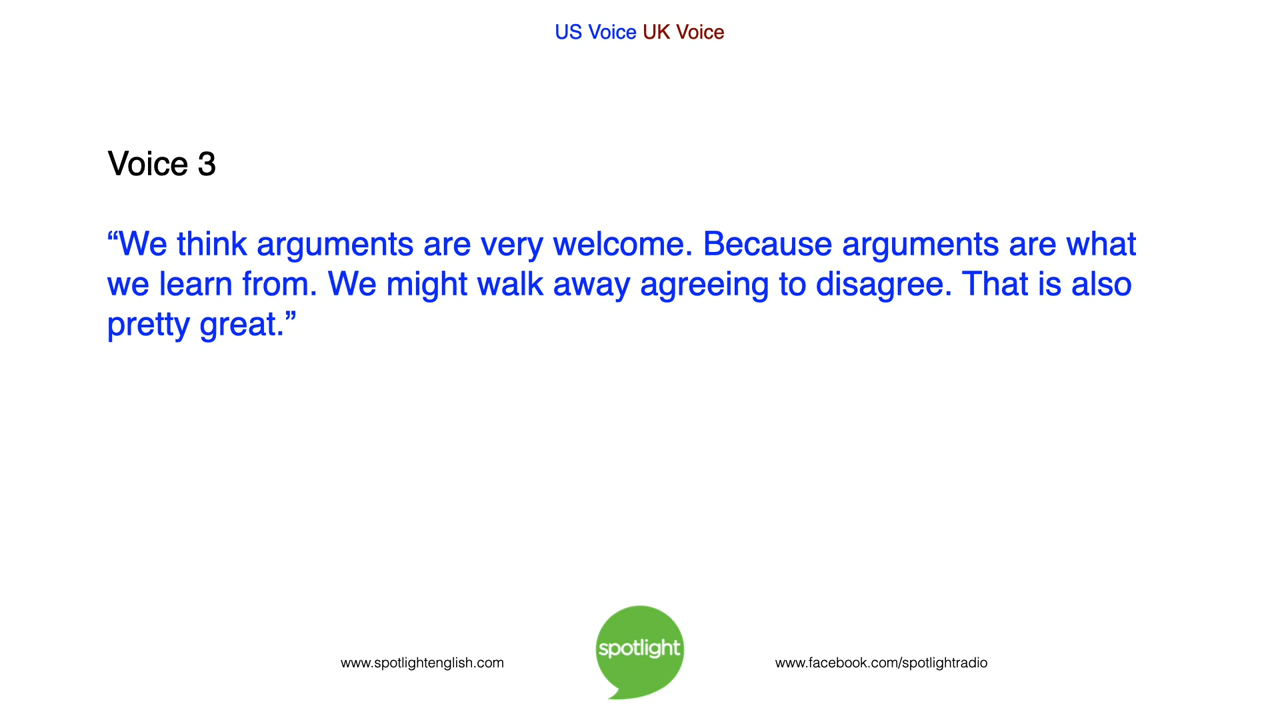 US Voice UK Voice
Voice 3
“We think arguments are very welcome. Because arguments are what
we learn from. We might walk away agreeing to disagree. That is also
pretty great.”
spotlight
www.spotlightenglish.com
www.facebook.com/spotlightradio